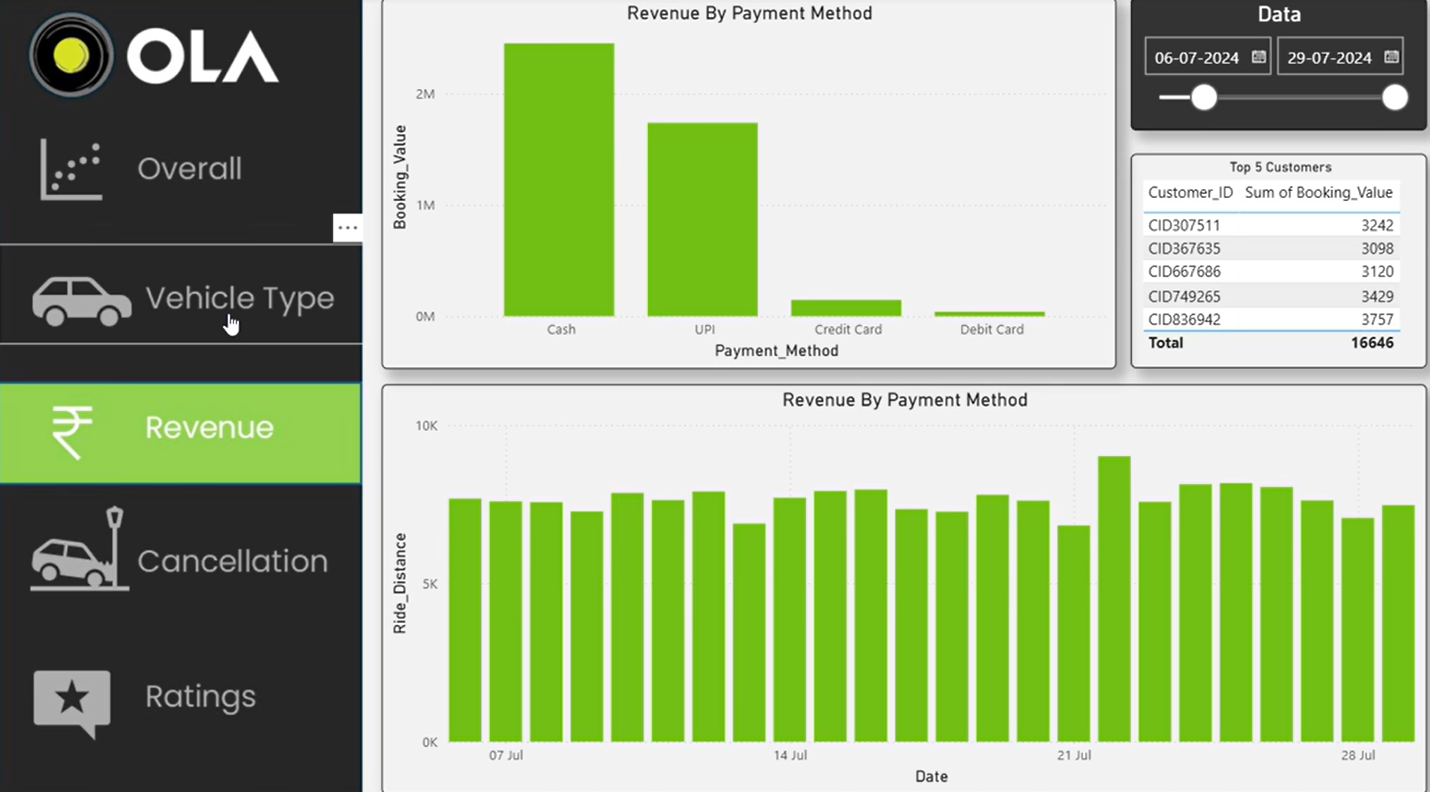 OLA
Overall
...
Vehicle Type
Revenue
Cancellation
Ratings
Revenue By Payment Method
Booking_Value
2M
1M
0M
Cash UPI Credit Card Debit Card
Payment_Method
Data
06-07-2024 29-07-2024
Top 5 Customers
Customer_ID Sum of Booking_Value
CID307511 3242
CID367635 3098
CID667686 3120
CID749265 3429
CID836942 3757
Total 16646
Revenue By Payment Method
Ride_Distance
10K
5K
0K
07 Jul 14 Jul 21 Jul 28 Jul
Date